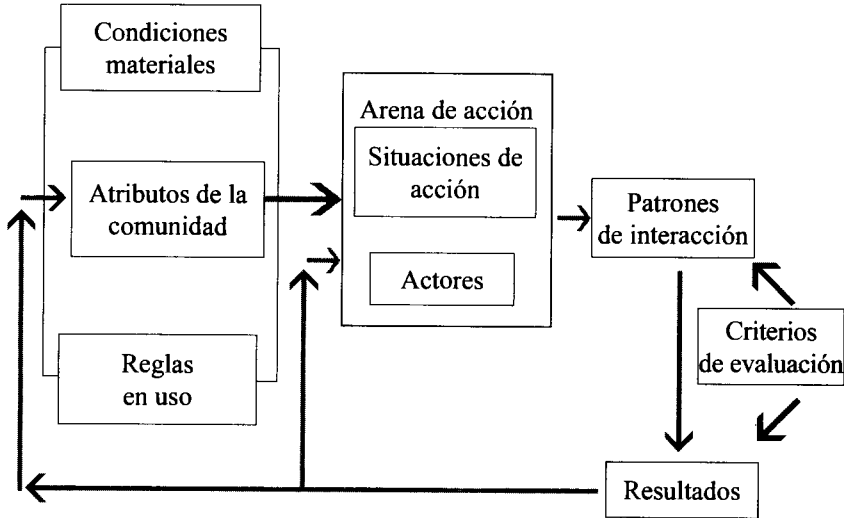 Condiciones
materiales
Atributos de la
comunidad
Reglas
en uso
Arena de acción
Situaciones de
acción
Actores
Patrones
de interacción
Criterios
de evaluación
Resultados